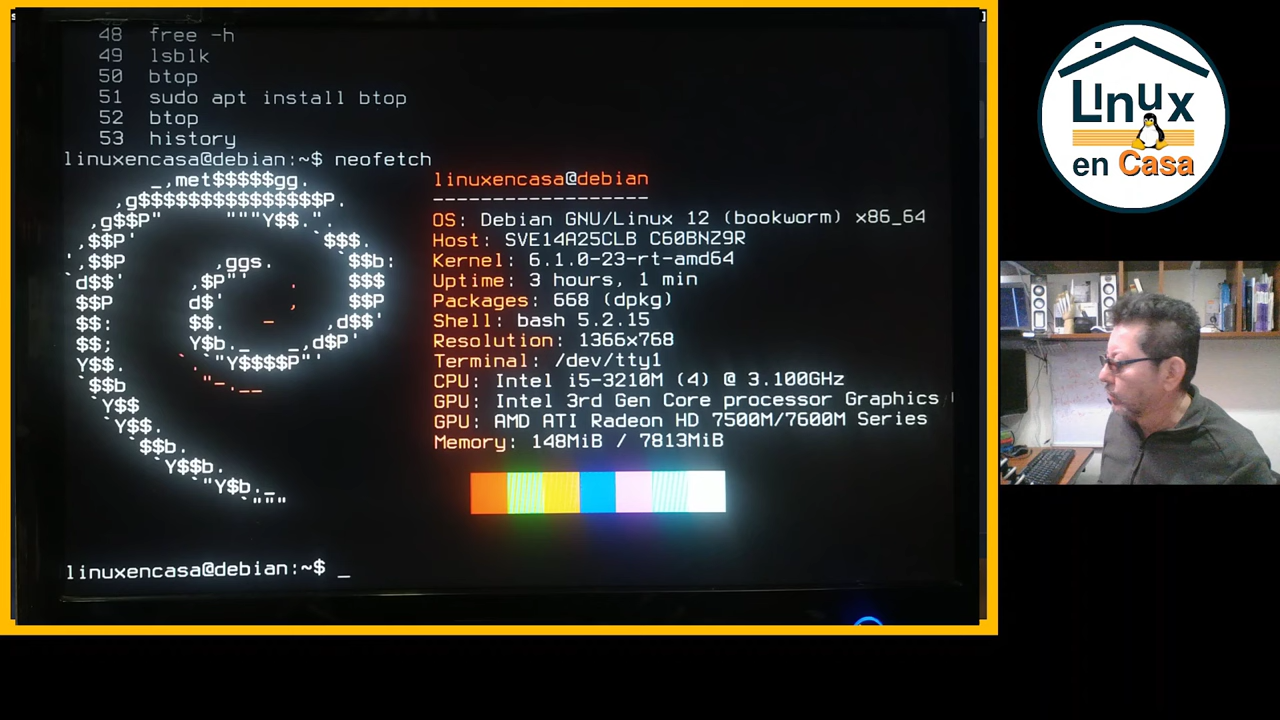 48 free -h
49 lsblk
50 btop
51 sudo apt install btop
52 btop
53 history
linuxencasa@debian:~$ neofetch
linuxencasa@debian
------------------
OS: Debian GNU/Linux 12 (bookworm) x86_64
Host: SVE14A25CLB C60BNZ9R
Kernel: 6.1.0-23-rt-amd64
Uptime: 3 hours, 1 min
Packages: 668 (dpkg)
Shell: bash 5.2.15
Resolution: 1366x768
Terminal: /dev/tty1
CPU: Intel i5-3210M (4) @ 3.100GHz
GPU: Intel 3rd Gen Core processor Graphics
GPU: AMD ATI Radeon HD 7500M/7600M Series
Memory: 148MiB / 7813MiB
linuxencasa@debian:~$ _
Linux
en Casa